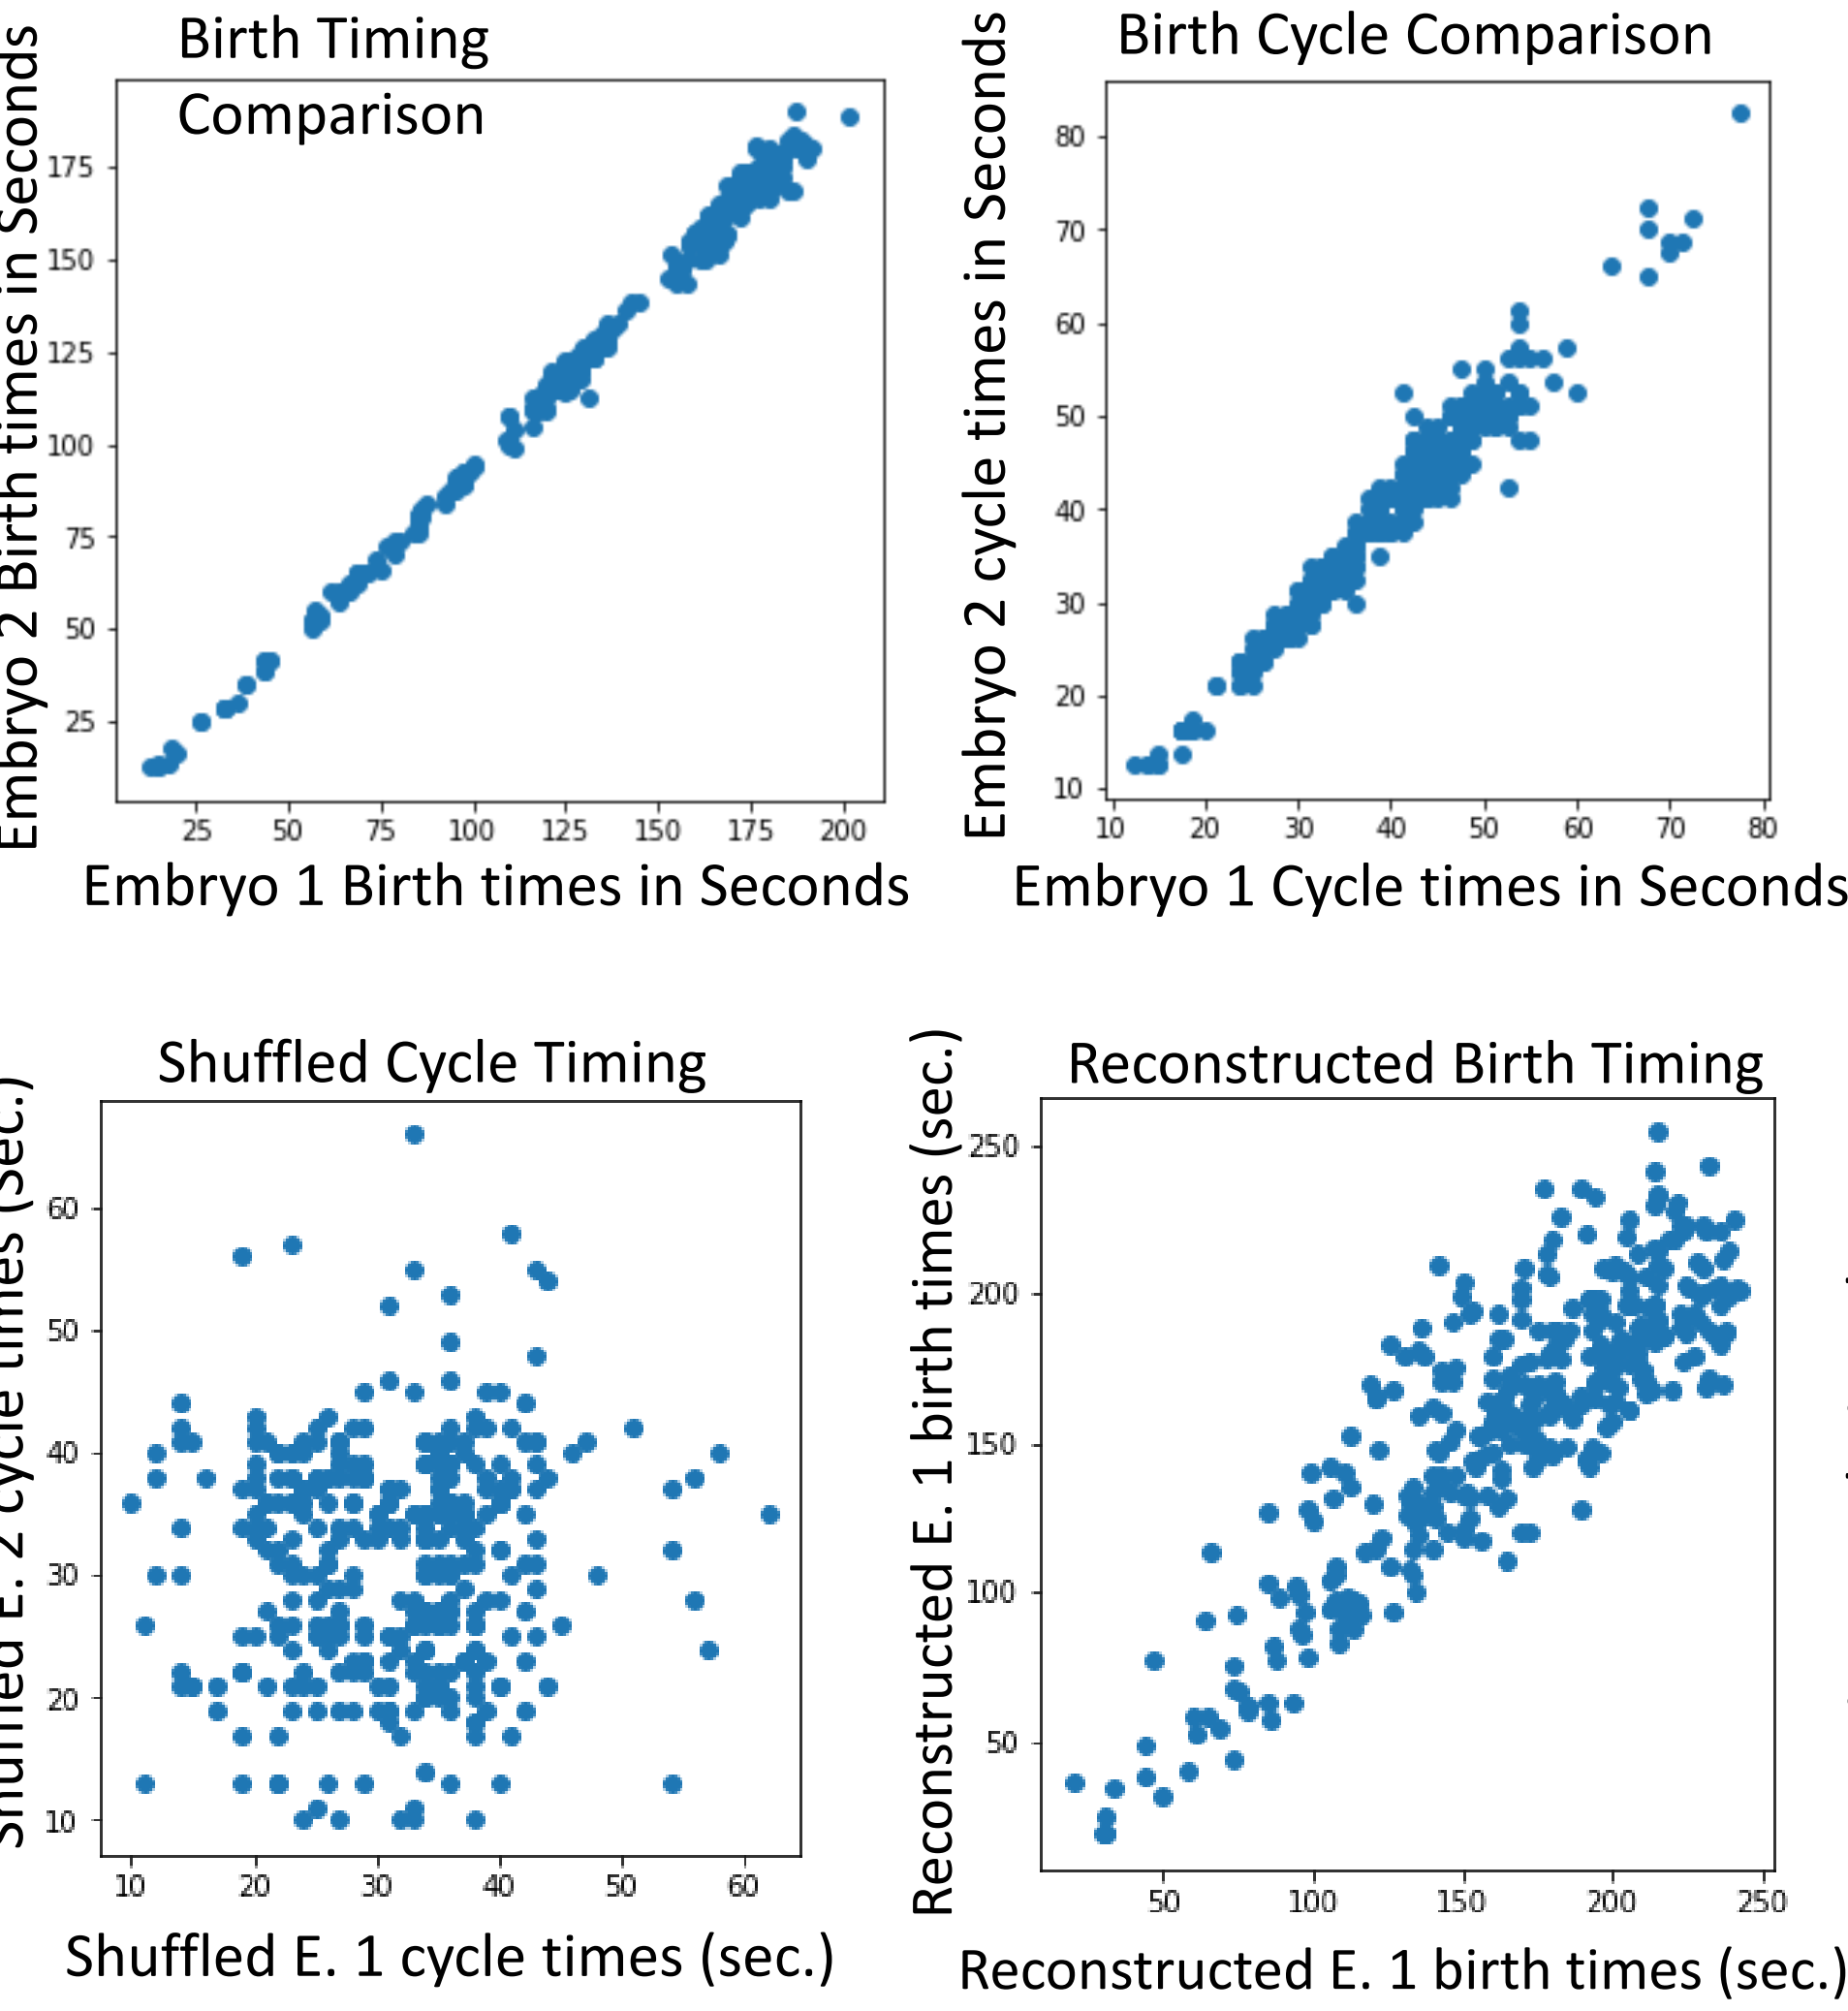 Birth Timing
Comparison
Embryo 2 Birth times in Seconds
175
150
125
100
75
50
25
25 50 75 100 125 150 175 200
Embryo 1 Birth times in Seconds
Birth Cycle Comparison
Embryo 2 cycle times in Seconds
80
70
60
50
40
30
20
10
10 20 30 40 50 60 70 80
Embryo 1 Cycle times in Seconds
Shuffled Cycle Timing
Shuffled E. 2 cycle times (Sec.)
60
50
40
30
20
10
10 20 30 40 50 60
Shuffled E. 1 cycle times (sec.)
Reconstructed Birth Timing
Reconstructed E. 1 birth times (sec.)
250
200
150
100
50
50 100 150 200 250
Reconstructed E. 1 birth times (sec.)